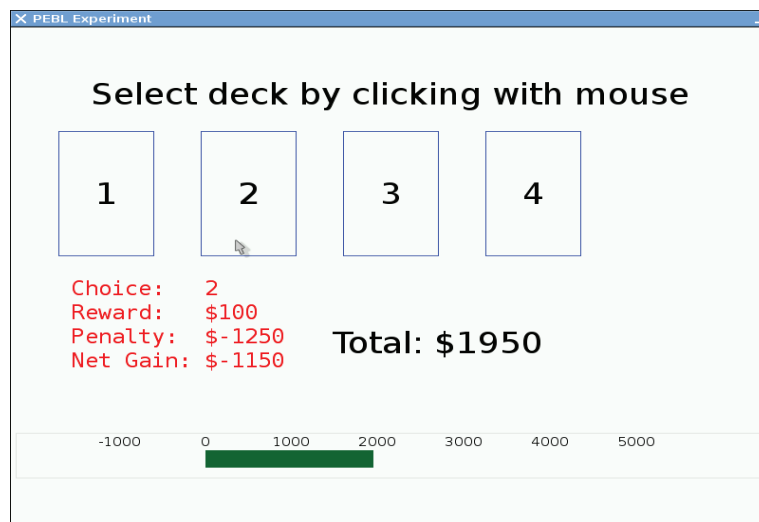 PEBL Experiment
Select deck by clicking with mouse
1 2 3 4
Choice: 2
Reward: $100
Penalty: $-1250
Net Gain: $-1150
Total: $1950
-1000 0 1000 2000 3000 4000 5000